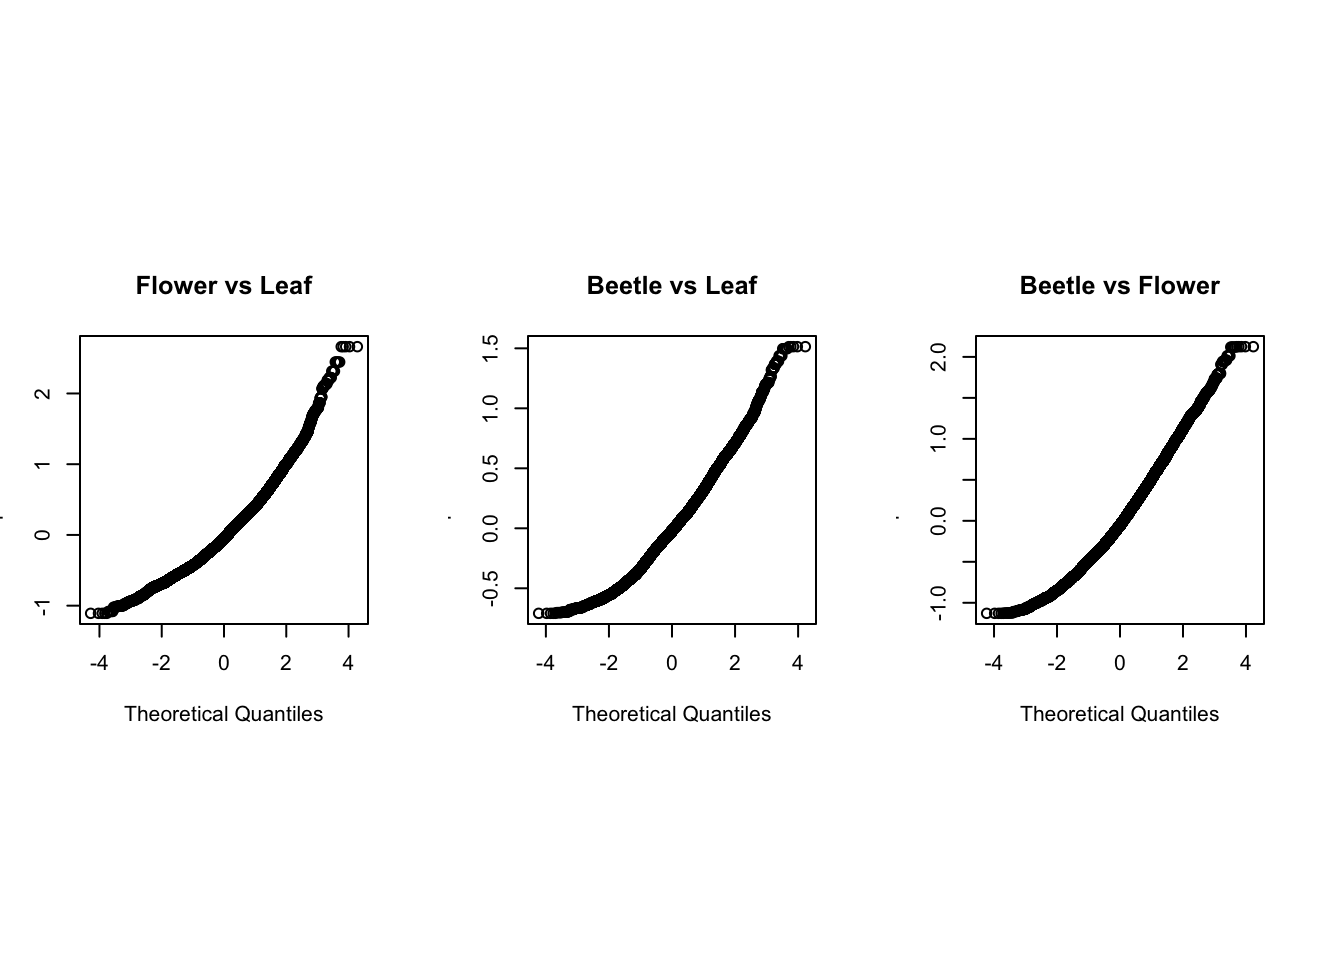 Flower vs Leaf
2
1
0
-1
-4 -2 0 2 4
Theoretical Quantiles
Beetle vs Leaf
1.5
1.0
0.5
0.0
-0.5
-4 -2 0 2 4
Theoretical Quantiles
Beetle vs Flower
2.0
1.0
0.0
-1.0
-4 -2 0 2 4
Theoretical Quantiles